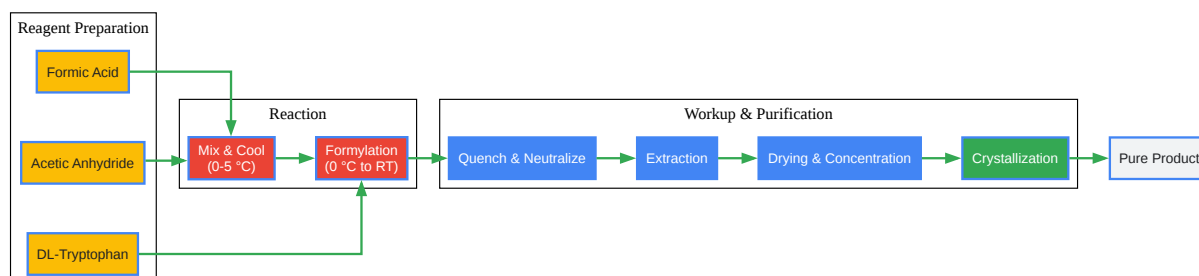 Reagent Preparation
Formic Acid
Acetic Anhydride
DL-Tryptophan
Reaction
Mix & Cool
(0-5 °C)
Formylation
(0 °C to RT)
Workup & Purification
Quench & Neutralize
Extraction
Drying & Concentration
Crystallization
Pure Product